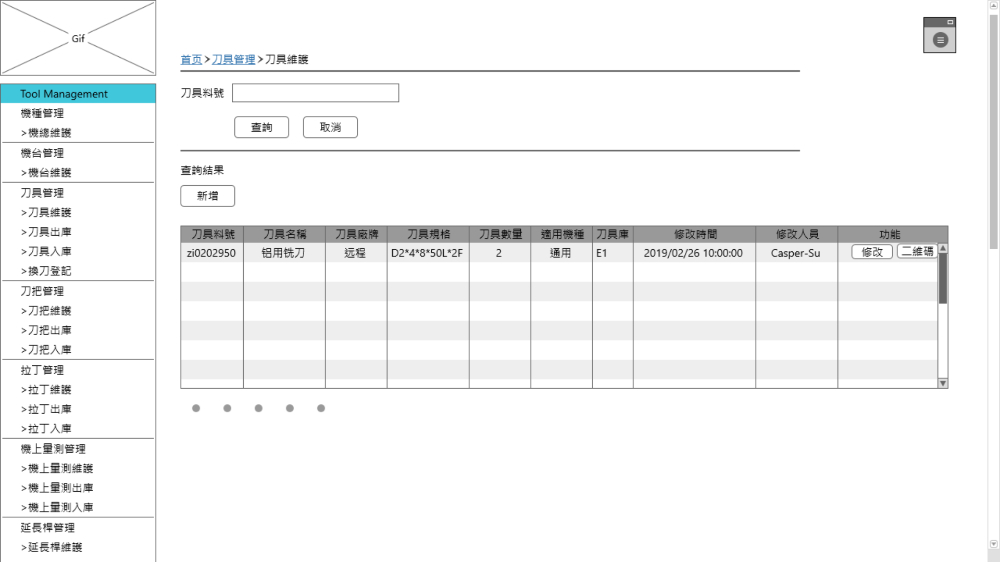 Gif
Tool Management
機種管理
>機總維護
機台管理
>機台維護
刀具管理
>刀具維護
>刀具出庫
>刀具入庫
>換刀登記
刀把管理
>刀把維護
>刀把出庫
>刀把入庫
拉丁管理
>拉丁維護
>拉丁出庫
>拉丁入庫
機上量測管理
>機上量測維護
>機上量測出庫
>機上量測入庫
延長桿管理
>延長桿維護
首页>刀具管理>刀具維護
刀具料號
查詢 取消
查詢結果
新增
刀具料號 刀具名稱 刀具廠牌 刀具規格 刀具數量 適用機種 刀具庫 修改時間 修改人員 功能
zi0202950 铝用铣刀 远程 D2*4*8*50L*2F 2 通用 E1 2019/02/26 10:00:00 Casper-Su 修改 二維碼